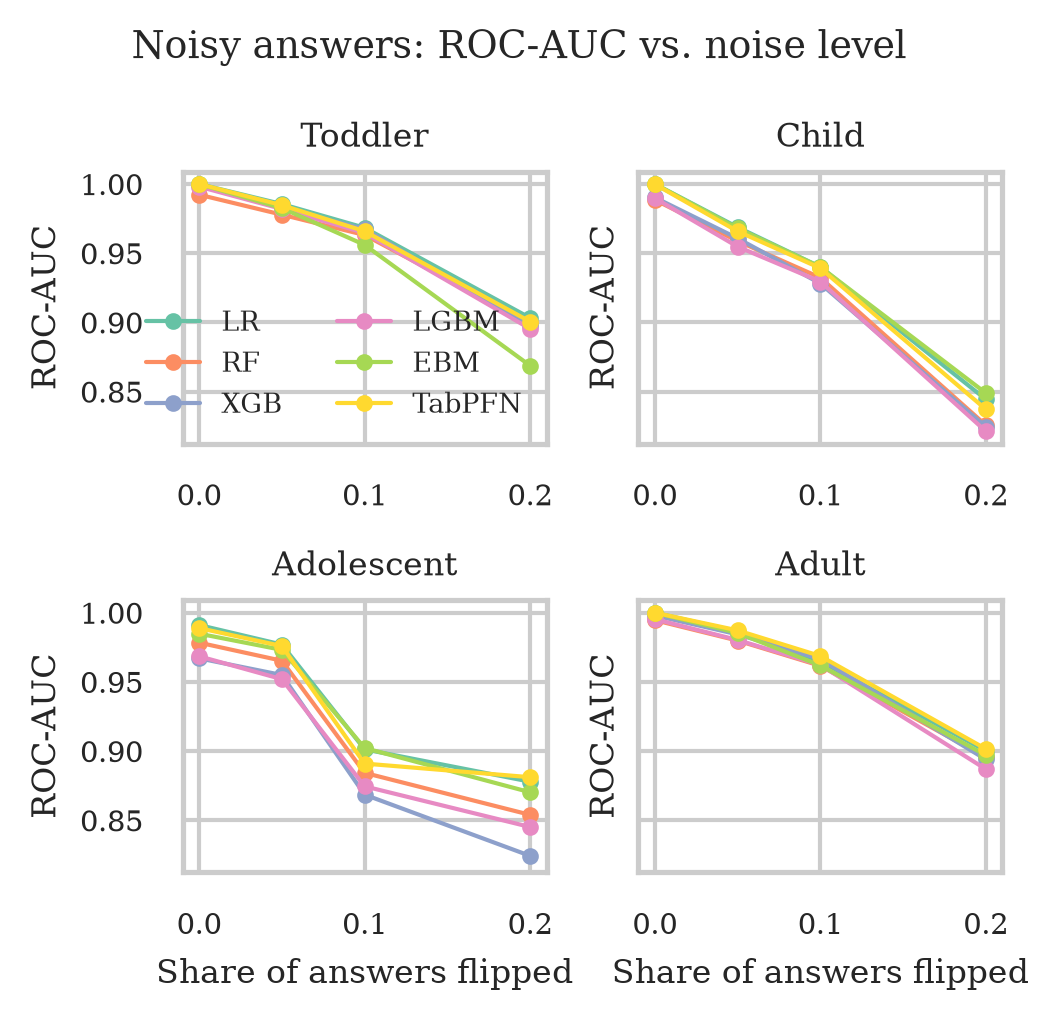 Noisy answers: ROC-AUC vs. noise level
Toddler
Child
ROC-AUC
1.00
0.95
0.90
0.85
LR
RF
XGB
LGBM
EBM
TabPFN
0.0 0.1 0.2
ROC-AUC
0.0 0.1 0.2
Adolescent
Adult
ROC-AUC
1.00
0.95
0.90
0.85
0.0 0.1 0.2
Share of answers flipped
ROC-AUC
0.0 0.1 0.2
Share of answers flipped